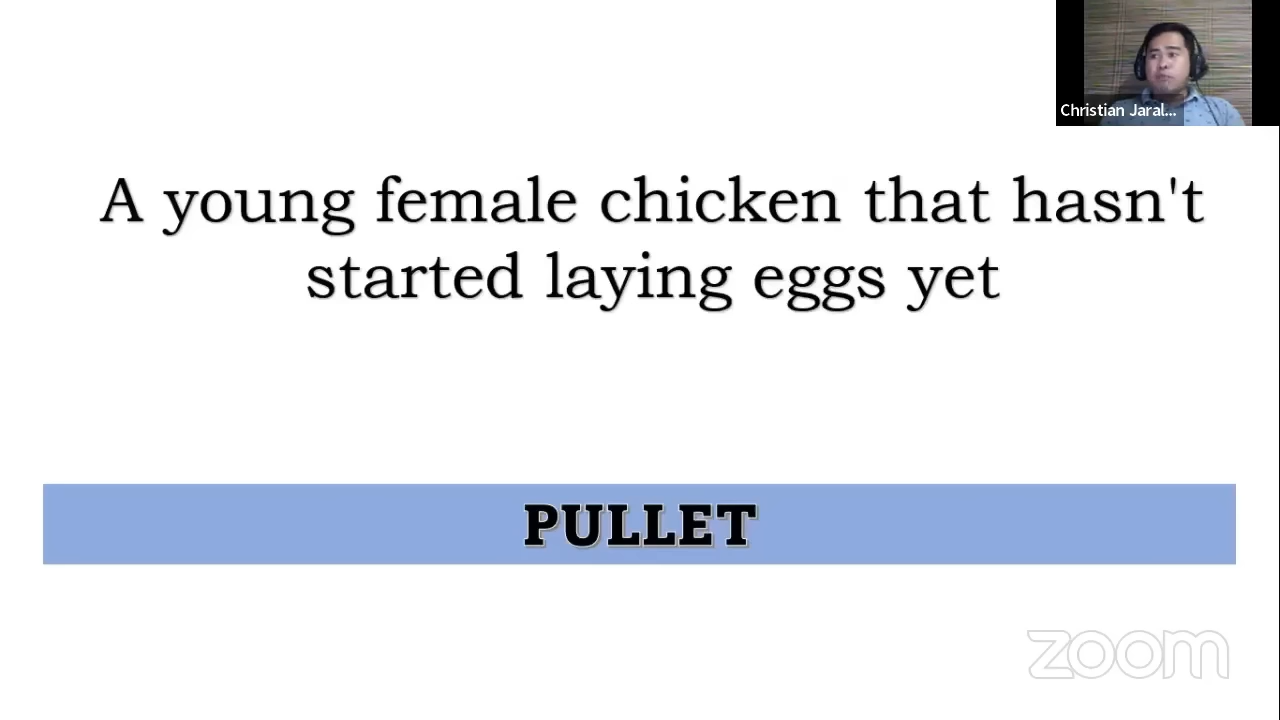 Christian Jaral...
A young female chicken that hasn't
started laying eggs yet
PULLET
zoom